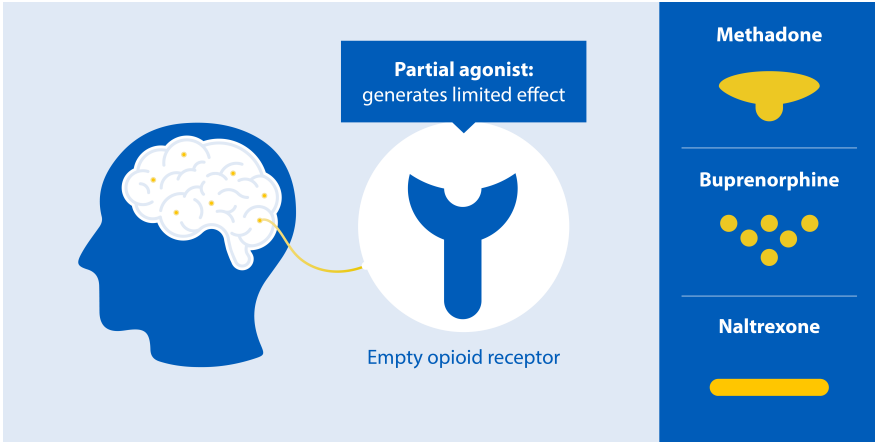 Partial agonist:
generates limited effect
Empty opioid receptor
Methadone
Buprenorphine
Naltrexone